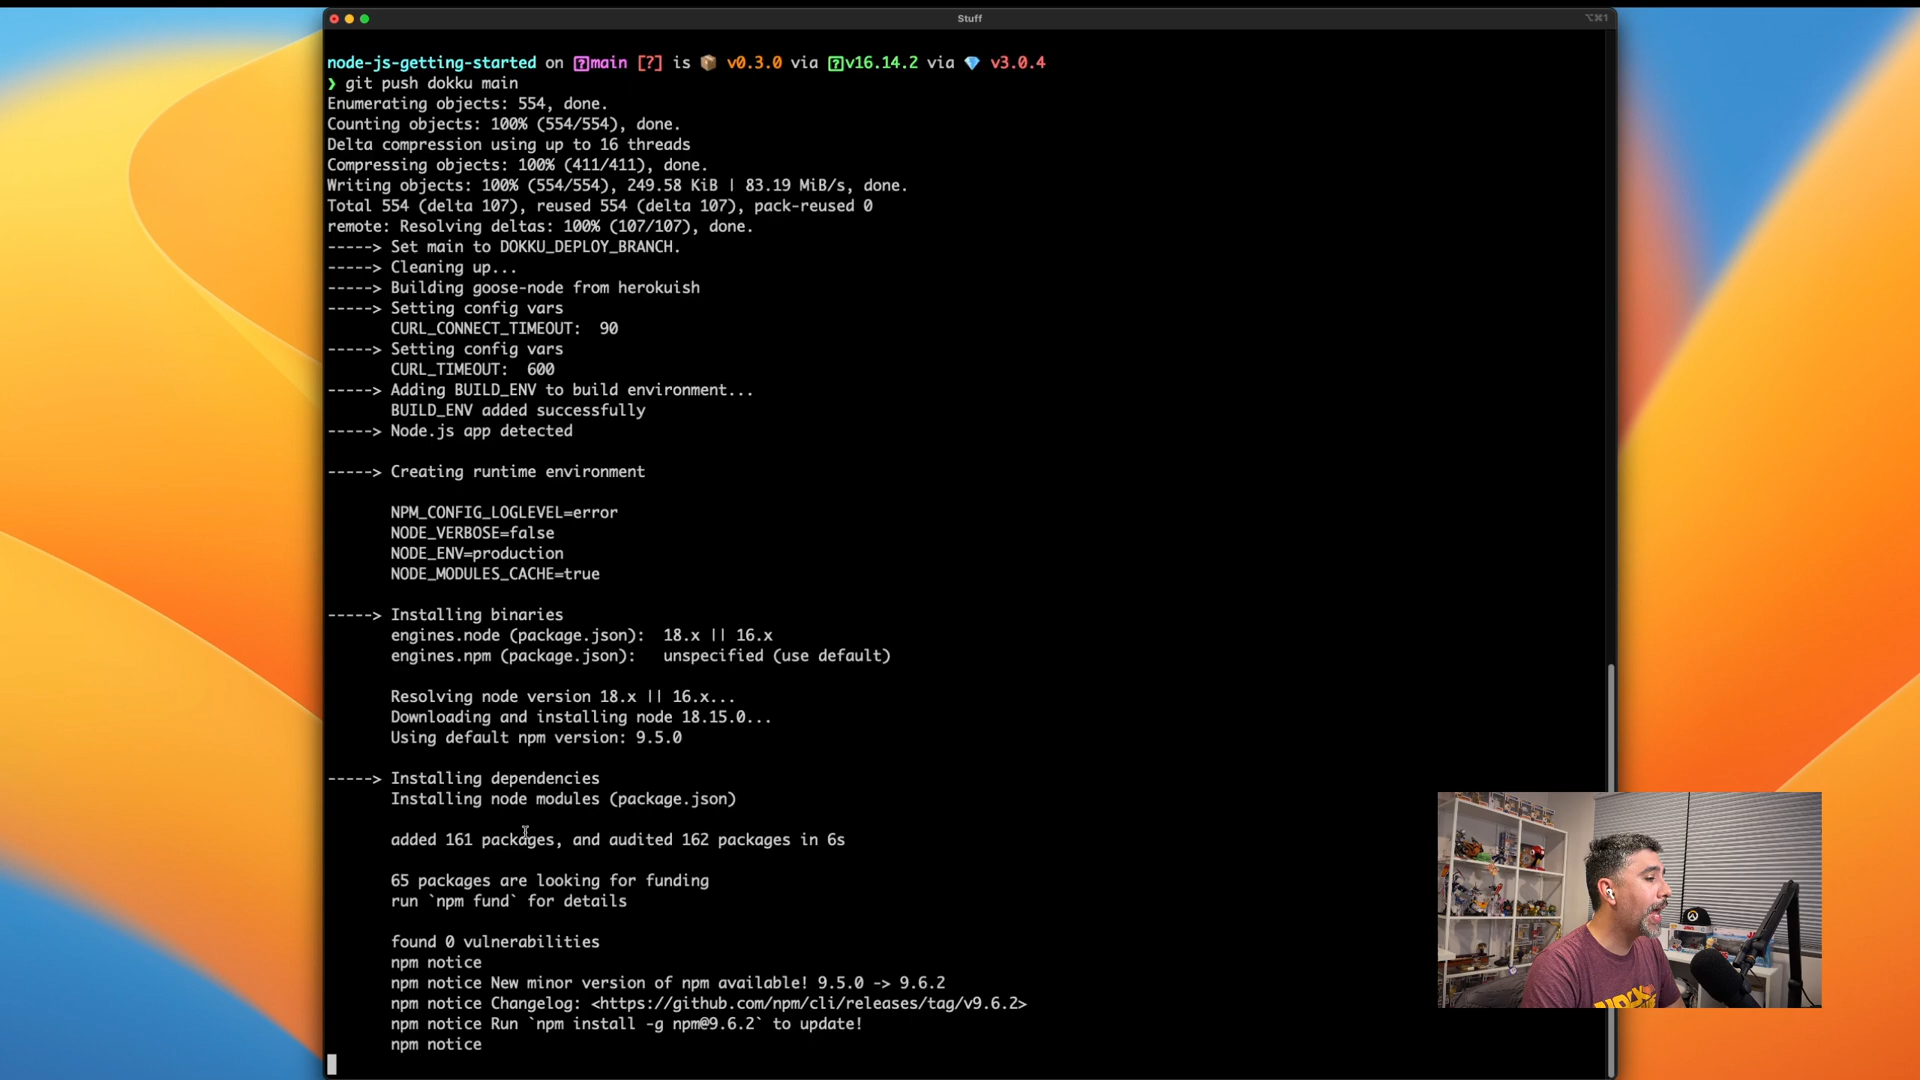 Stuff
⌥⌘1
node-js-getting-started on main [?] is 📦 v0.3.0 via v16.14.2 via 💎 v3.0.4
❯ git push dokku main
Enumerating objects: 554, done.
Counting objects: 100% (554/554), done.
Delta compression using up to 16 threads
Compressing objects: 100% (411/411), done.
Writing objects: 100% (554/554), 249.58 KiB | 83.19 MiB/s, done.
Total 554 (delta 107), reused 554 (delta 107), pack-reused 0
remote: Resolving deltas: 100% (107/107), done.
-----> Set main to DOKKU_DEPLOY_BRANCH.
-----> Cleaning up...
-----> Building goose-node from herokuish
-----> Setting config vars
CURL_CONNECT_TIMEOUT:  90
-----> Setting config vars
CURL_TIMEOUT:  600
-----> Adding BUILD_ENV to build environment...
BUILD_ENV added successfully
-----> Node.js app detected
-----> Creating runtime environment
NPM_CONFIG_LOGLEVEL=error
NODE_VERBOSE=false
NODE_ENV=production
NODE_MODULES_CACHE=true
-----> Installing binaries
engines.node (package.json):  18.x || 16.x
engines.npm (package.json):   unspecified (use default)
Resolving node version 18.x || 16.x...
Downloading and installing node 18.15.0...
Using default npm version: 9.5.0
-----> Installing dependencies
Installing node modules (package.json)
added 161 packages, and audited 162 packages in 6s
65 packages are looking for funding
run `npm fund` for details
found 0 vulnerabilities
npm notice
npm notice New minor version of npm available! 9.5.0 -> 9.6.2
npm notice Changelog: <https://github.com/npm/cli/releases/tag/v9.6.2>
npm notice Run `npm install -g npm@9.6.2` to update!
npm notice